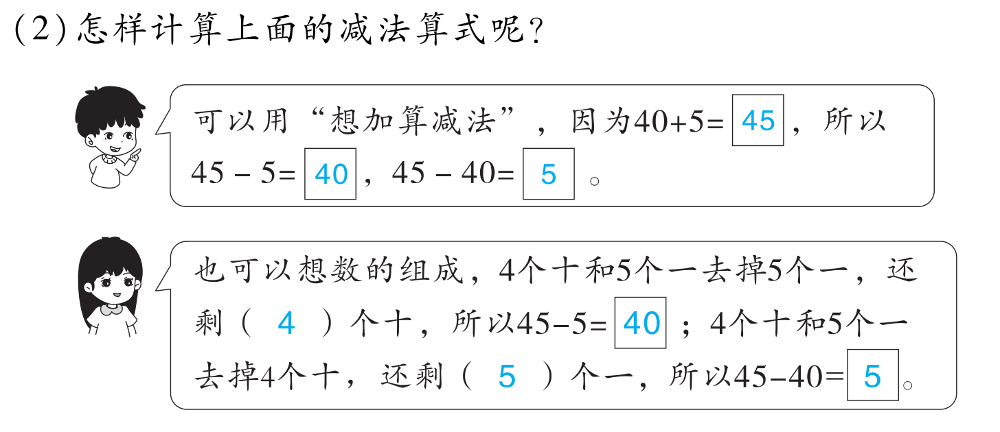 (2)怎样计算上面的减法算式呢?
可以用“想加算减法”，因为40+5=45，所以
45－5=40，45－40=5。
也可以想数的组成，4个十和5个一去掉5个一，还
剩（4）个十，所以45-5=40；4个十和5个一
去掉4个十，还剩（5）个一，所以45-40=5。